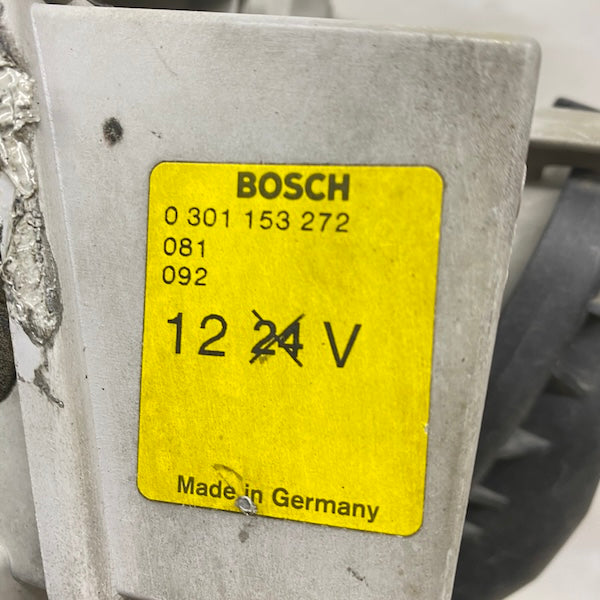 BOSCH
0 301 153 272
081
092
12 24 V
Made in Germany